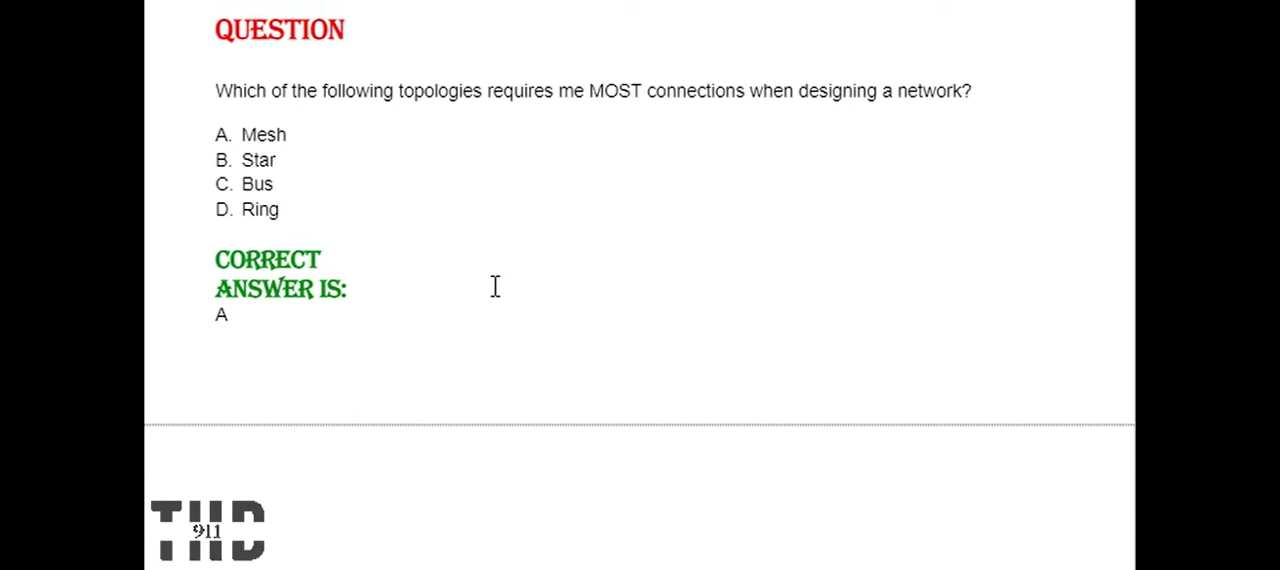 QUESTION
Which of the following topologies requires me MOST connections when designing a network?
A. Mesh
B. Star
C. Bus
D. Ring
CORRECT
ANSWER IS:
A
THD
911